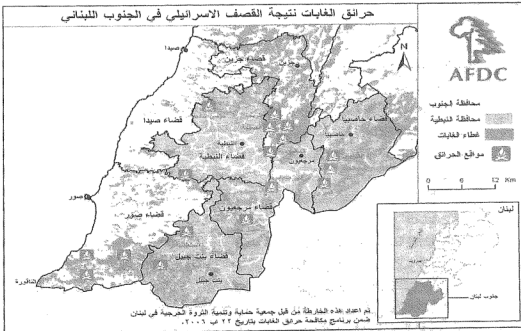 حرائق الغابات نتيجة القصف الاسرائيلي في الجنوب اللبناني
صيدا
قضاء جزين
جزين
N
AFDC
محافظة الجنوب
محافظة النبطية
غطاء الغابات
مواقع الحرائق
0 6 12 Km
قضاء صيدا
قضاء حاصبيا
حاصبيا
النبطية
قضاء النبطية
مرجعيون
صور
قضاء صور
قضاء مرجعيون
قضاء بنت جبيل
بنت جبيل
الناقورة
لبنان
جنوب لبنان
تم اعداد هذه الخارطة من قبل جمعية حماية وتنمية الثروة الحرجية في لبنان
ضمن برنامج مكافحة حرائق الغابات بتاريخ ٢٣ اب ٢٠٠٦.